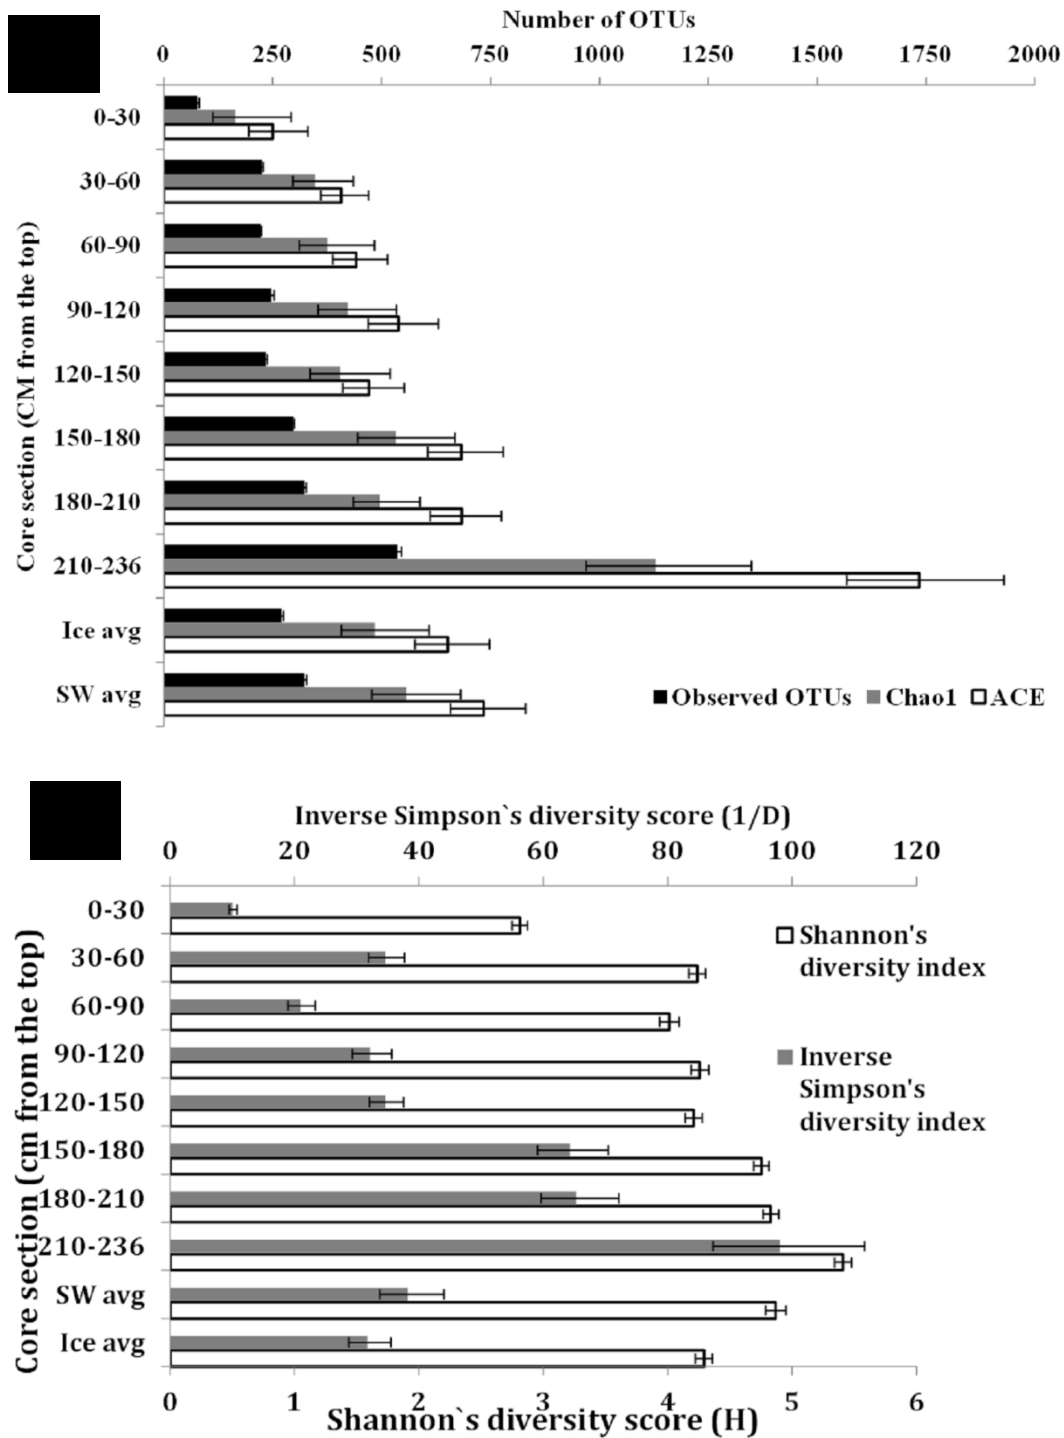 Number of OTUs
0 250 500 750 1000 1250 1500 1750 2000
0-30
30-60
60-90
90-120
120-150
150-180
180-210
210-236
Ice avg
SW avg
Core section (CM from the top)
Observed OTUs Chao1 ACE
Inverse Simpson`s diversity score (1/D)
0 20 40 60 80 100 120
0-30
30-60
60-90
90-120
120-150
150-180
180-210
210-236
SW avg
Ice avg
Core section (cm from the top)
Shannon's
diversity index
Inverse
Simpson's
diversity index
0 1 2 3 4 5 6
Shannon`s diversity score (H)